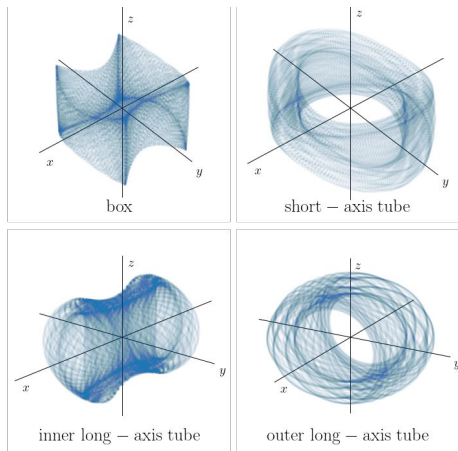 z
x
y
box
z
x
y
short – axis tube
z
x
y
inner long – axis tube
z
x
y
outer long – axis tube